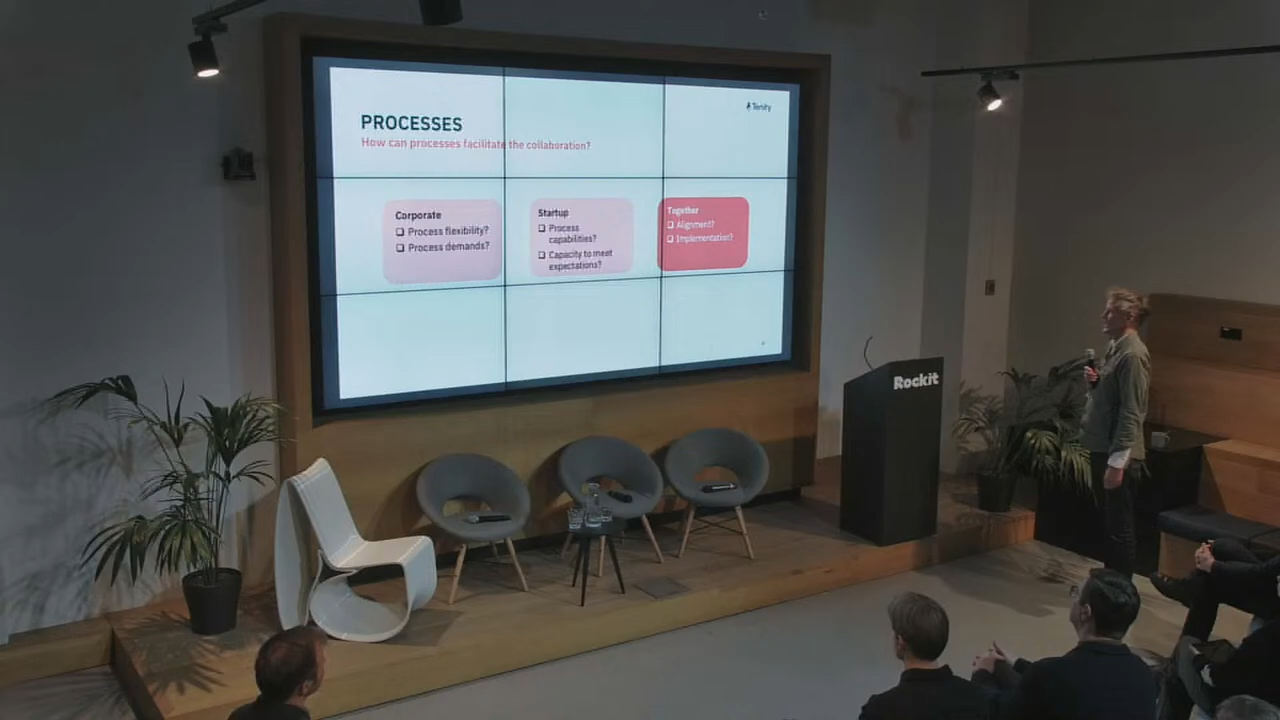 Tenity
PROCESSES
How can processes facilitate the collaboration?
Corporate
❑ Process flexibility?
❑ Process demands?
Startup
❑ Process
capabilities?
❑ Capacity to meet
expectations?
Together
❑ Alignment?
❑ Implementation?
Rockit